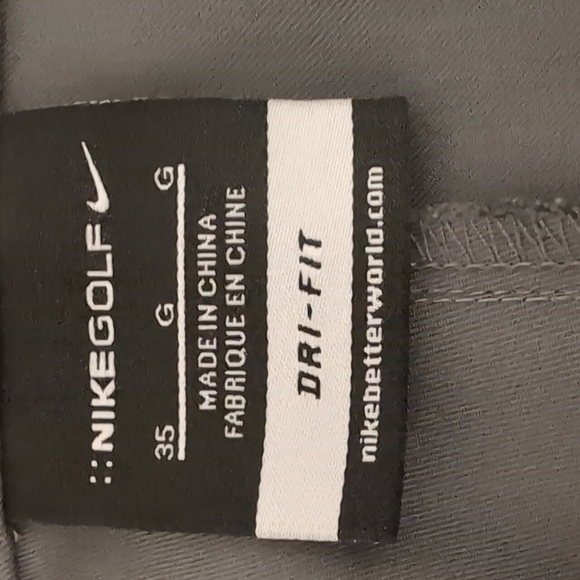 ::NIKEGOLF
35 G G
MADE IN CHINA
FABRIQUE EN CHINE
DRI-FIT
nikebetterworld.com